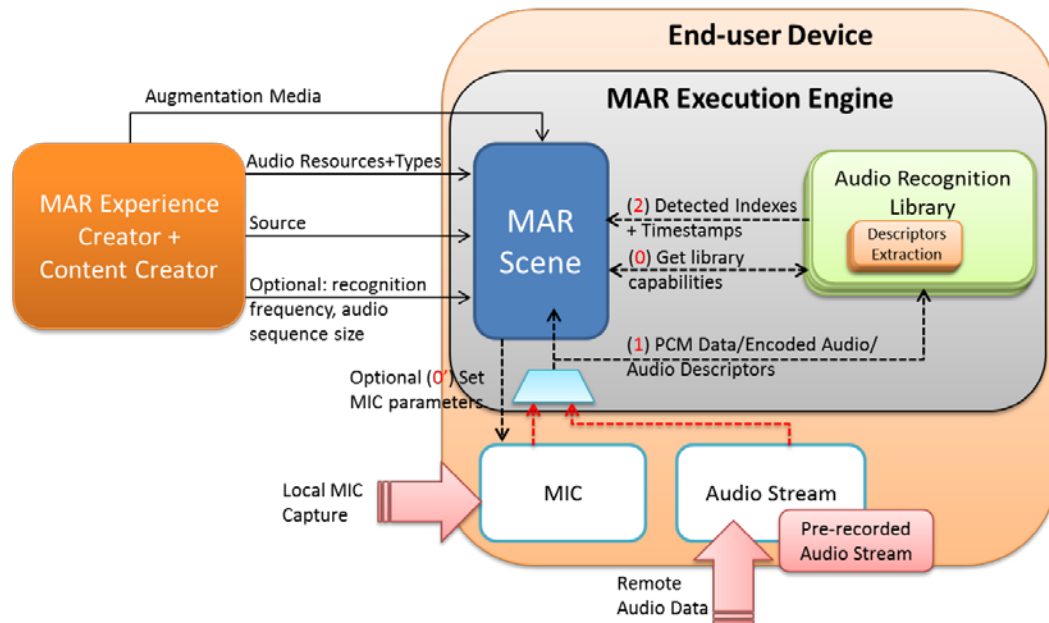 End-user Device
MAR Execution Engine
Augmentation Media
Audio Resources+Types
MAR Experience
Creator +
Content Creator
Source
Optional: recognition
frequency, audio
sequence size
MAR
Scene
Audio Recognition
Library
Descriptors
Extraction
(2) Detected Indexes
+ Timestamps
(0) Get library
capabilities
(1) PCM Data/Encoded Audio/
Audio Descriptors
Optional (0') Set
MIC parameters
Local MIC
Capture
MIC
Audio Stream
Pre-recorded
Audio Stream
Remote
Audio Data